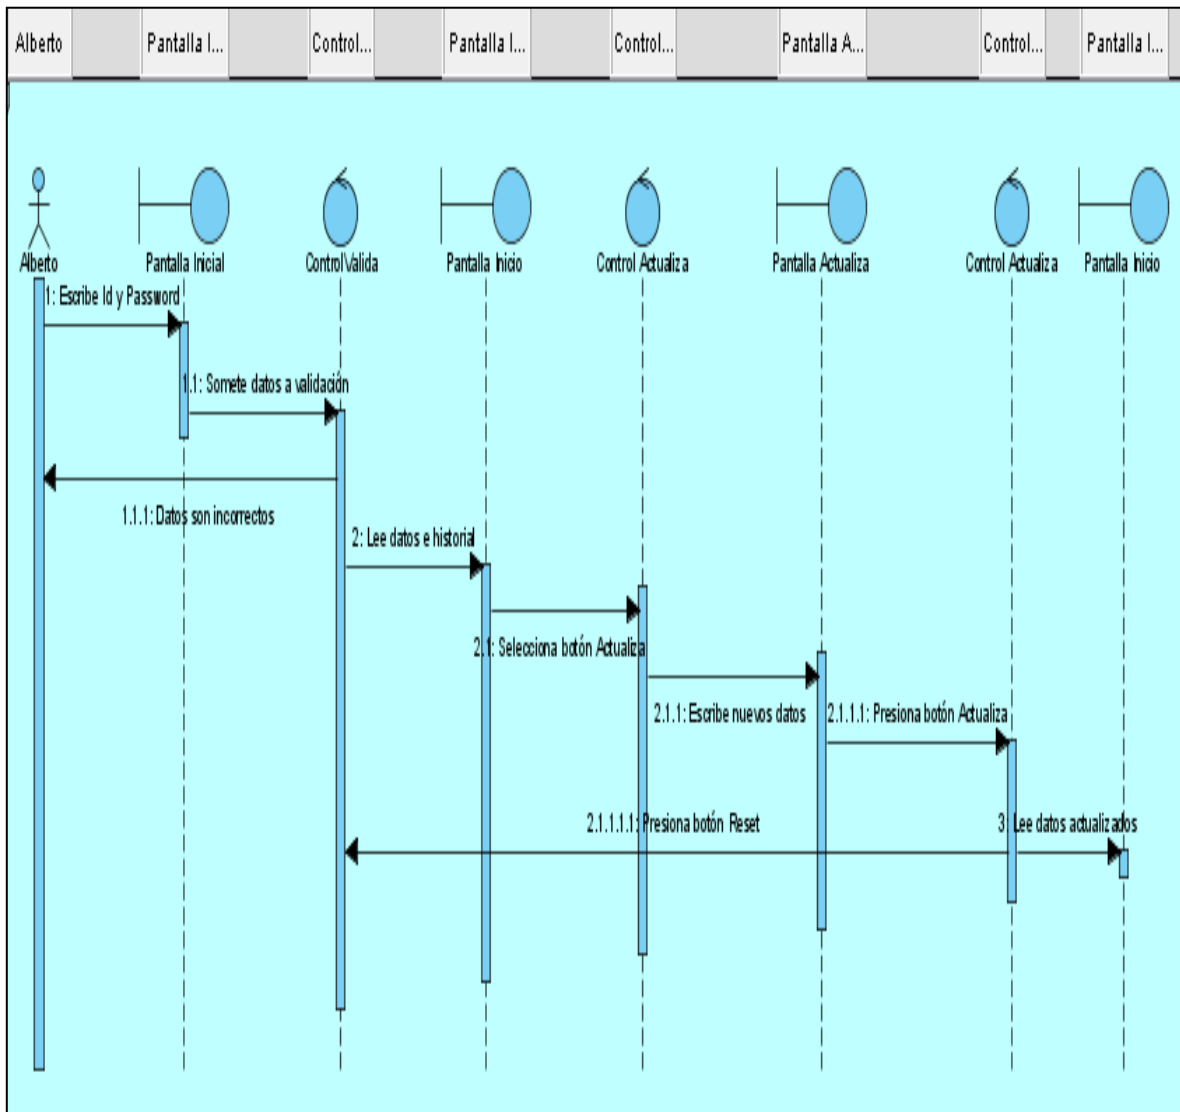 Alberto
Pantalla I...
Control...
Pantalla I...
Control...
Pantalla A...
Control...
Pantalla I...
Alberto
Pantalla Inicial
Control Valida
Pantalla Inicio
Control Actualiza
Pantalla Actualiza
Control Actualiza
Pantalla Inicio
1: Escribe Id y Password
1.1: Somete datos a validación
1.1.1: Datos son incorrectos
2: Lee datos e historial
2.1: Selecciona botón Actualiza
2.1.1: Escribe nuevos datos
2.1.1.1: Presiona botón Actualiza
2.1.1.1.1: Presiona botón Reset
3: Lee datos actualizados